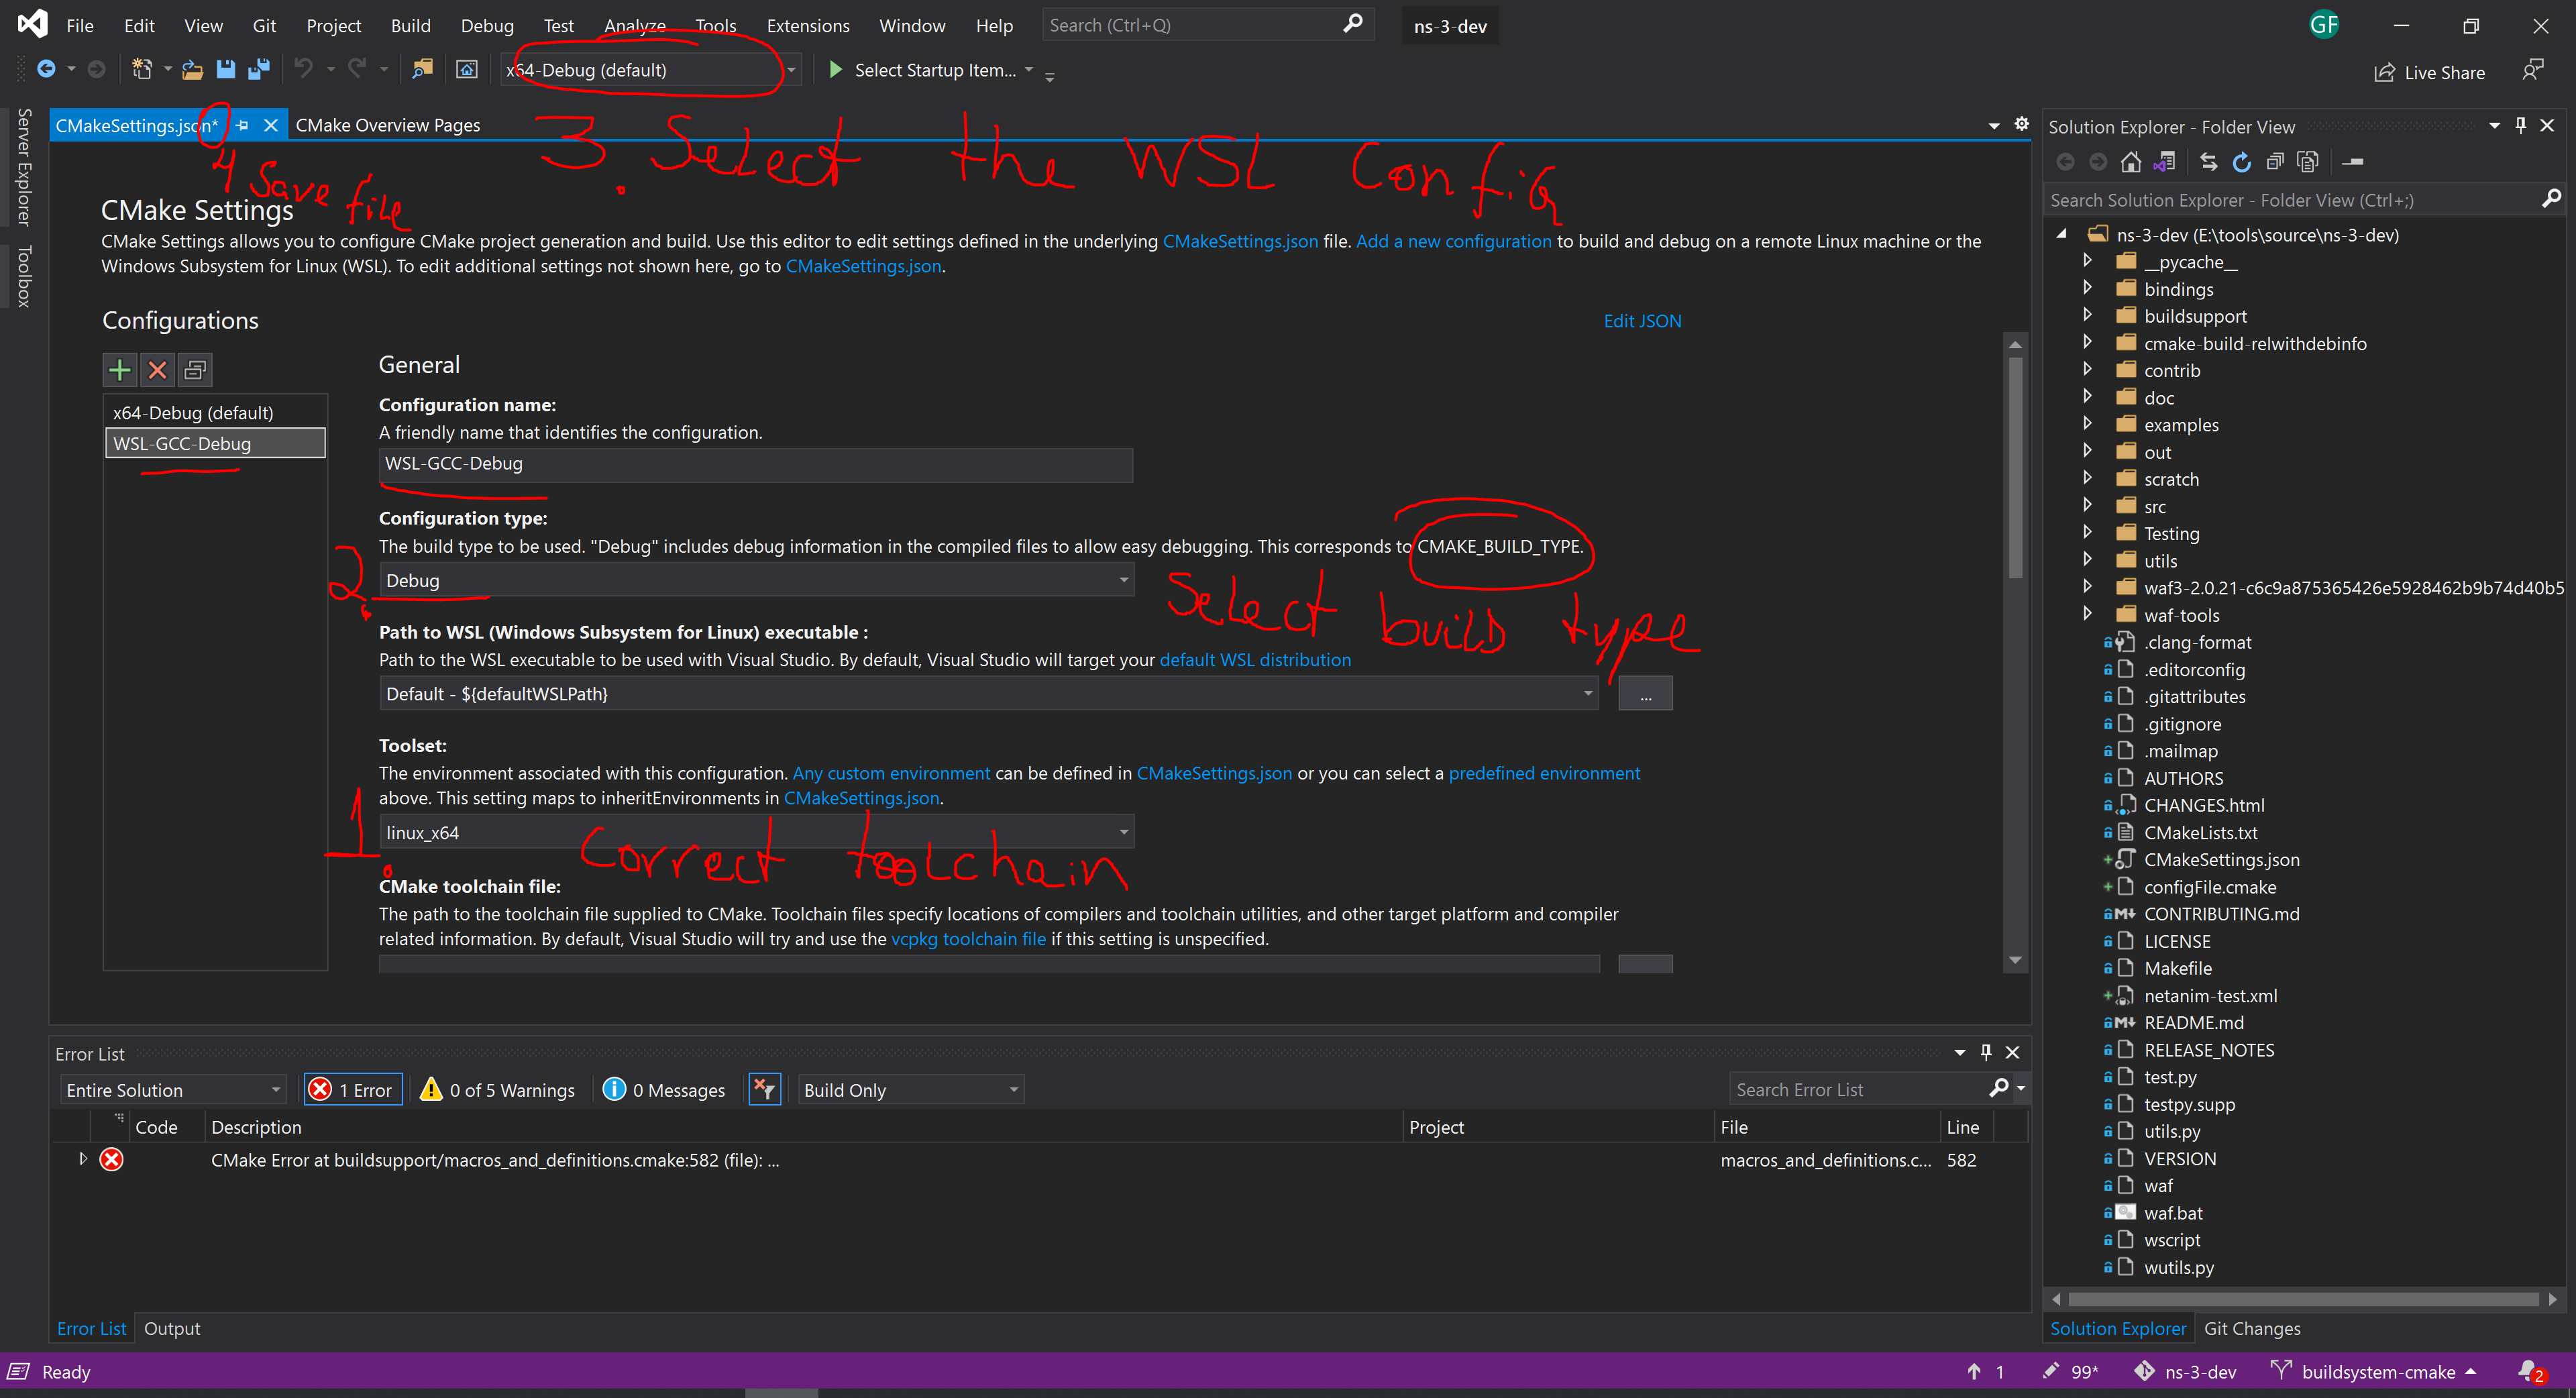 File Edit View Git Project Build Debug Test Analyze Tools Extensions Window Help Search (Ctrl+Q) ns-3-dev GF
x64-Debug (default) Select Startup Item... Live Share
Server Explorer
Toolbox
CMakeSettings.json* CMake Overview Pages
3. Select the WSL Config
4 Save file
CMake Settings
CMake Settings allows you to configure CMake project generation and build. Use this editor to edit settings defined in the underlying CMakeSettings.json file. Add a new configuration to build and debug on a remote Linux machine or the
Windows Subsystem for Linux (WSL). To edit additional settings not shown here, go to CMakeSettings.json.
Configurations
Edit JSON
x64-Debug (default)
WSL-GCC-Debug
General
Configuration name:
A friendly name that identifies the configuration.
WSL-GCC-Debug
Configuration type:
The build type to be used. "Debug" includes debug information in the compiled files to allow easy debugging. This corresponds to CMAKE_BUILD_TYPE.
2. Debug
Select build type
Path to WSL (Windows Subsystem for Linux) executable :
Path to the WSL executable to be used with Visual Studio. By default, Visual Studio will target your default WSL distribution
Default - ${defaultWSLPath} ...
Toolset:
The environment associated with this configuration. Any custom environment can be defined in CMakeSettings.json or you can select a predefined environment
above. This setting maps to inheritEnvironments in CMakeSettings.json.
1. linux_x64
Correct toolchain
CMake toolchain file:
The path to the toolchain file supplied to CMake. Toolchain files specify locations of compilers and toolchain utilities, and other target platform and compiler
related information. By default, Visual Studio will try and use the vcpkg toolchain file if this setting is unspecified.
Error List
Entire Solution 1 Error 0 of 5 Warnings 0 Messages Build Only Search Error List
Code Description Project File Line
CMake Error at buildsupport/macros_and_definitions.cmake:582 (file): ... macros_and_definitions.c... 582
Error List Output
Solution Explorer - Folder View
Search Solution Explorer - Folder View (Ctrl+;)
ns-3-dev (E:\tools\source\ns-3-dev)
__pycache__
bindings
buildsupport
cmake-build-relwithdebinfo
contrib
doc
examples
out
scratch
src
Testing
utils
waf3-2.0.21-c6c9a875365426e5928462b9b74d40b5
waf-tools
.clang-format
.editorconfig
.gitattributes
.gitignore
.mailmap
AUTHORS
CHANGES.html
CMakeLists.txt
CMakeSettings.json
configFile.cmake
CONTRIBUTING.md
LICENSE
Makefile
netanim-test.xml
README.md
RELEASE_NOTES
test.py
testpy.supp
utils.py
VERSION
waf
waf.bat
wscript
wutils.py
Solution Explorer Git Changes
Ready 1 99* ns-3-dev buildsystem-cmake 2